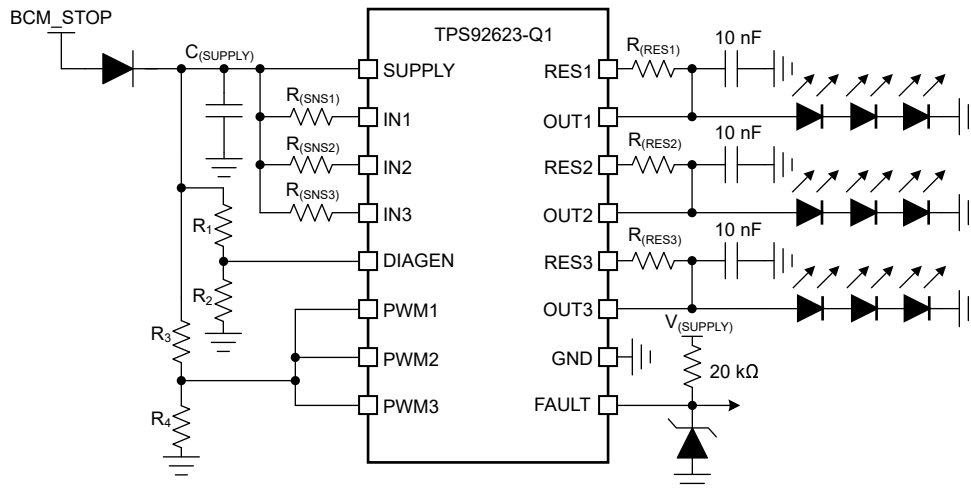 BCM_STOP
C(SUPPLY)
TPS92623-Q1
R(RES1)
10 nF
SUPPLY
RES1
R(SNS1)
IN1
OUT1
R(RES2)
10 nF
R(SNS2)
IN2
RES2
R(SNS3)
IN3
OUT2
R(RES3)
10 nF
R1
DIAGEN
RES3
R2
PWM1
OUT3
V(SUPPLY)
R3
PWM2
GND
20 kΩ
R4
PWM3
FAULT